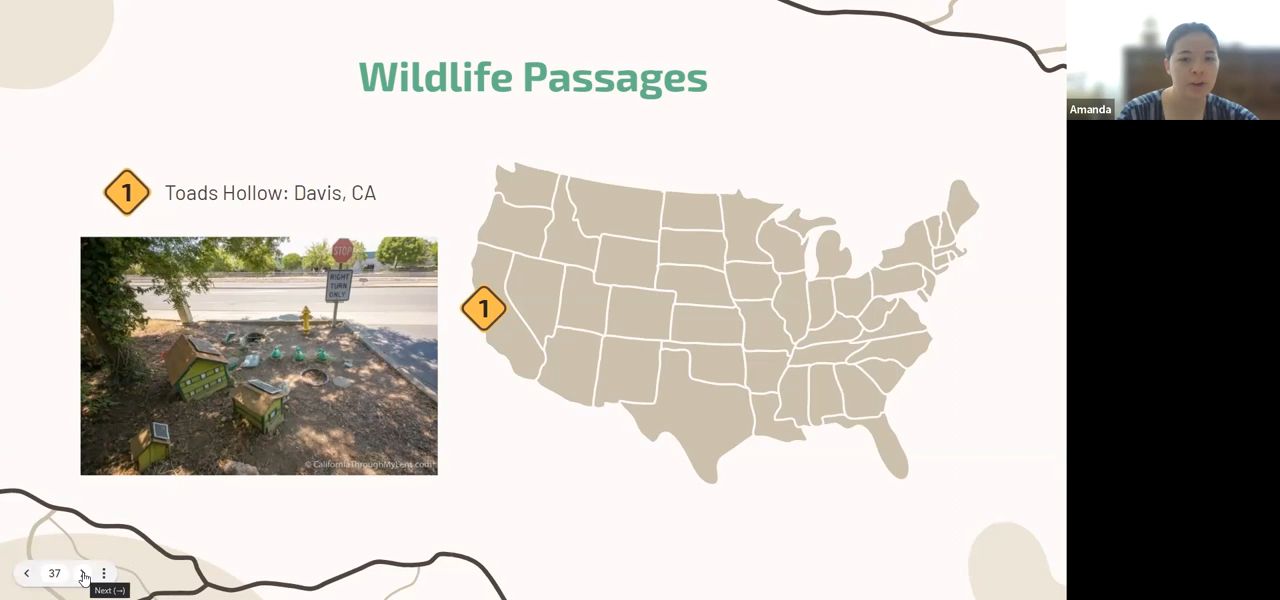 Wildlife Passages
1
Toads Hollow: Davis, CA
STOP
RIGHT
TURN
ONLY
© CaliforniaThroughMyLens.com
1
Amanda
37
Next (→)